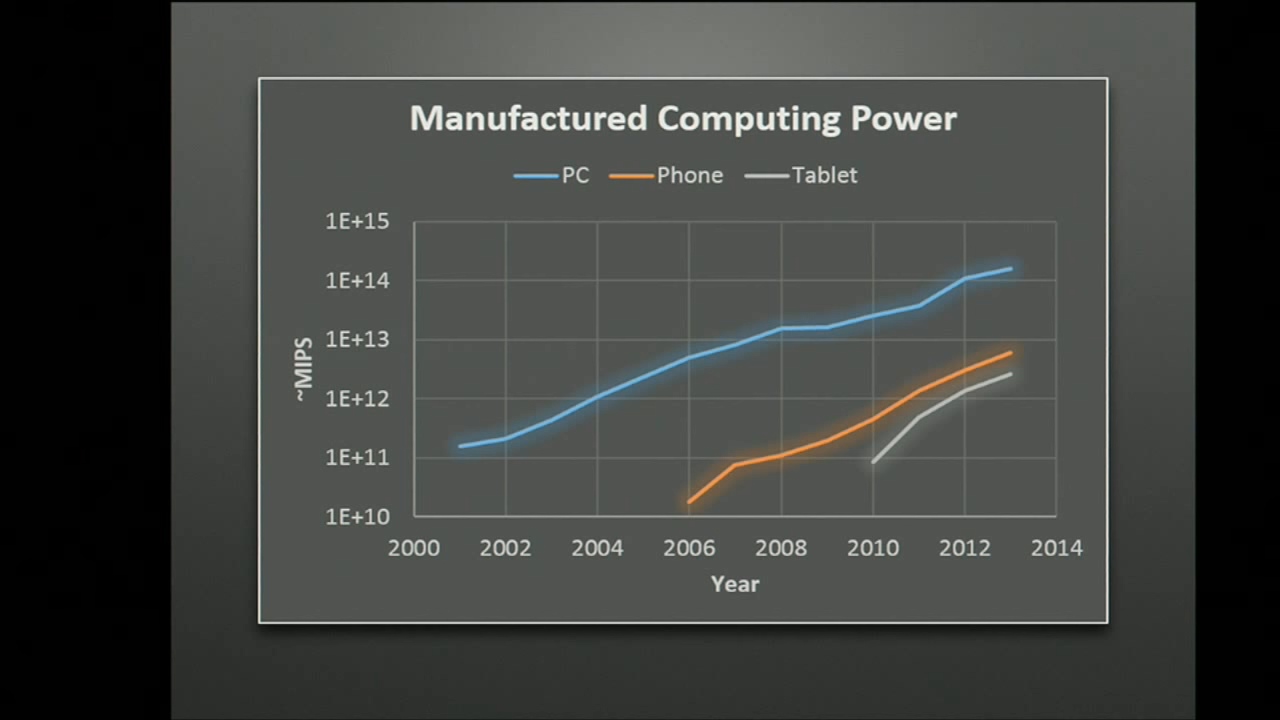 Manufactured Computing Power
PC Phone Tablet
1E+15
1E+14
1E+13
1E+12
1E+11
1E+10
~MIPS
2000 2002 2004 2006 2008 2010 2012 2014
Year